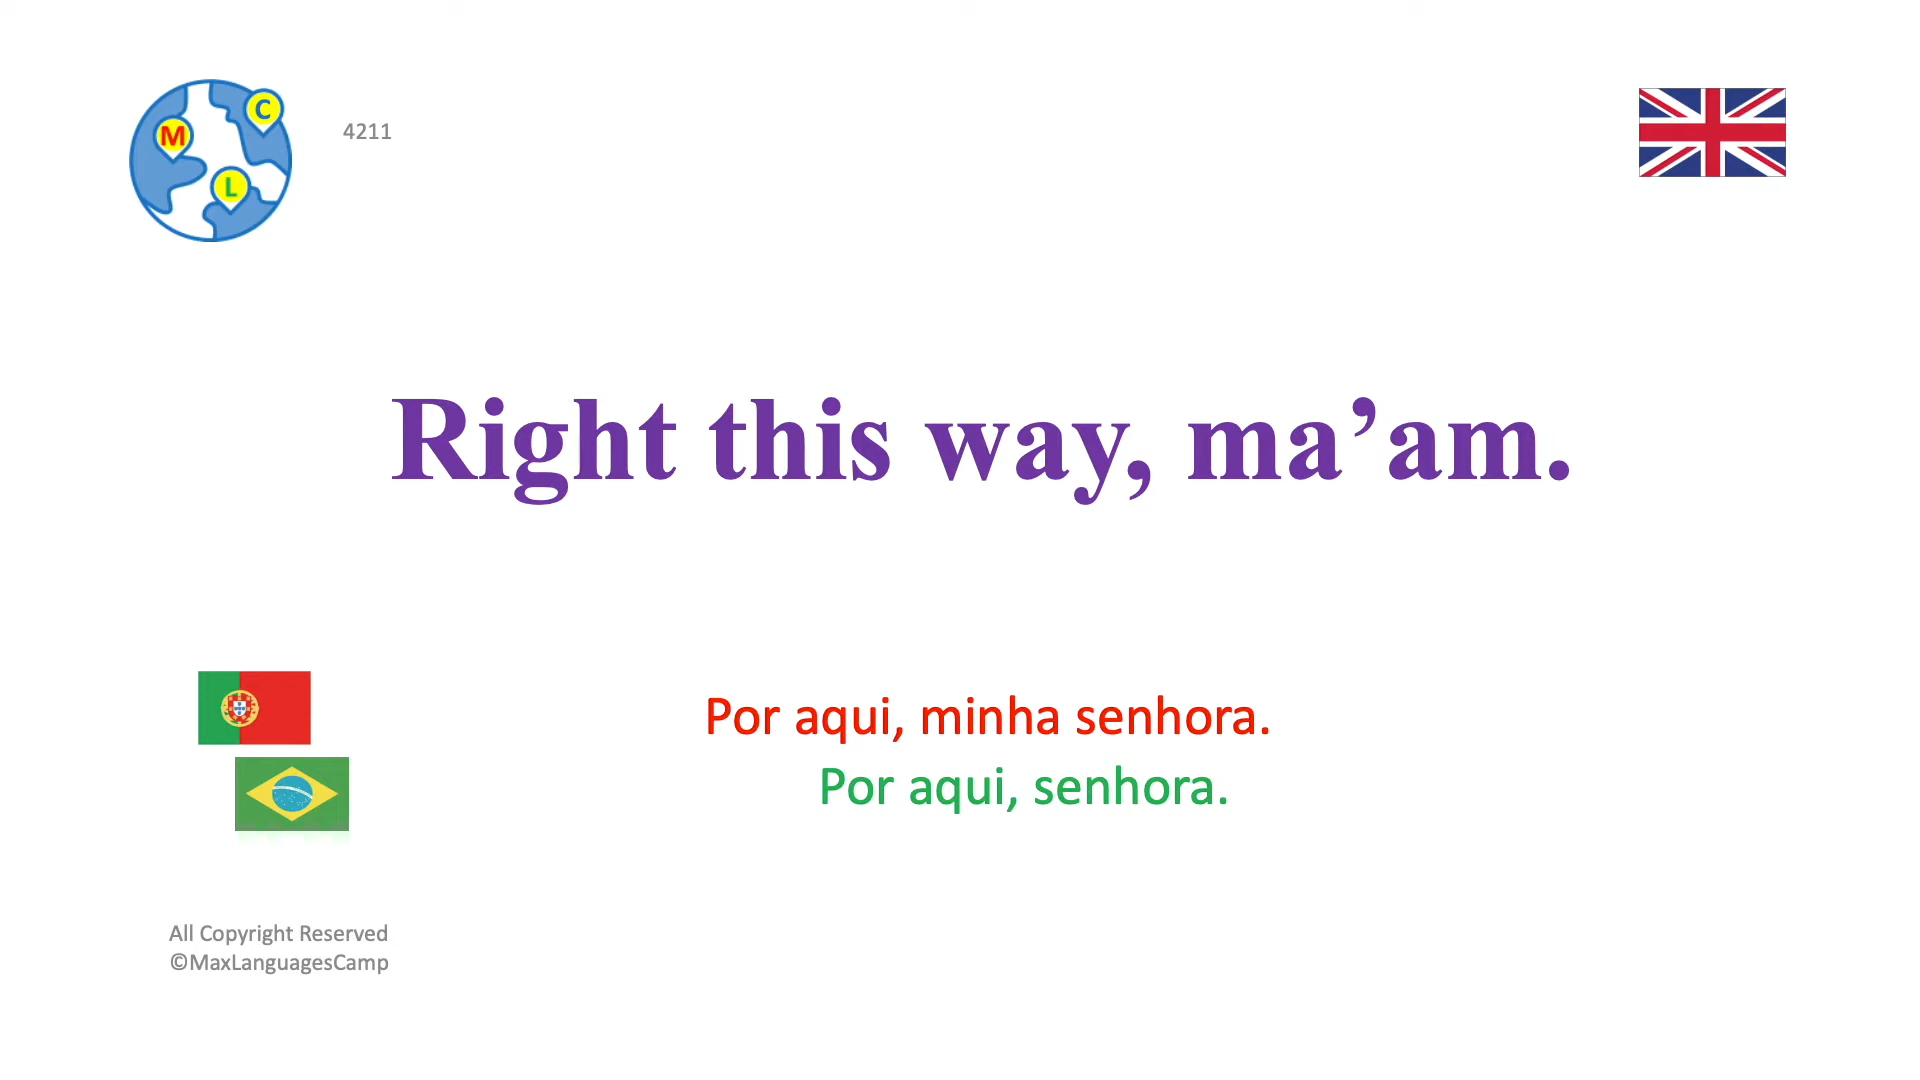 C
M
L
4211
Right this way, ma’am.
Por aqui, minha senhora.
Por aqui, senhora.
All Copyright Reserved
©MaxLanguagesCamp